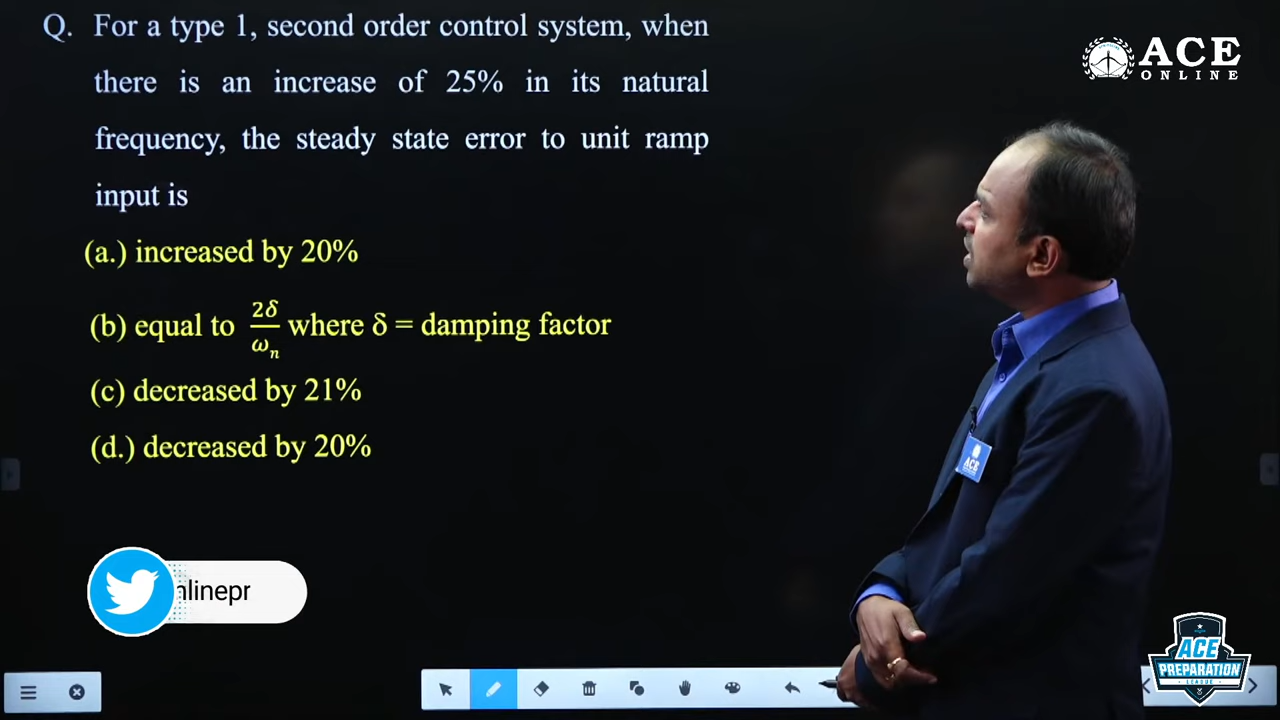 Q. For a type 1, second order control system, when
there is an increase of 25% in its natural
frequency, the steady state error to unit ramp
input is
(a.) increased by 20%
(b) equal to 2δ/ωn where δ = damping factor
(c) decreased by 21%
(d.) decreased by 20%
ACE
ONLINE
ACE
nlinepr
ACE
PREPARATION
LEAGUE